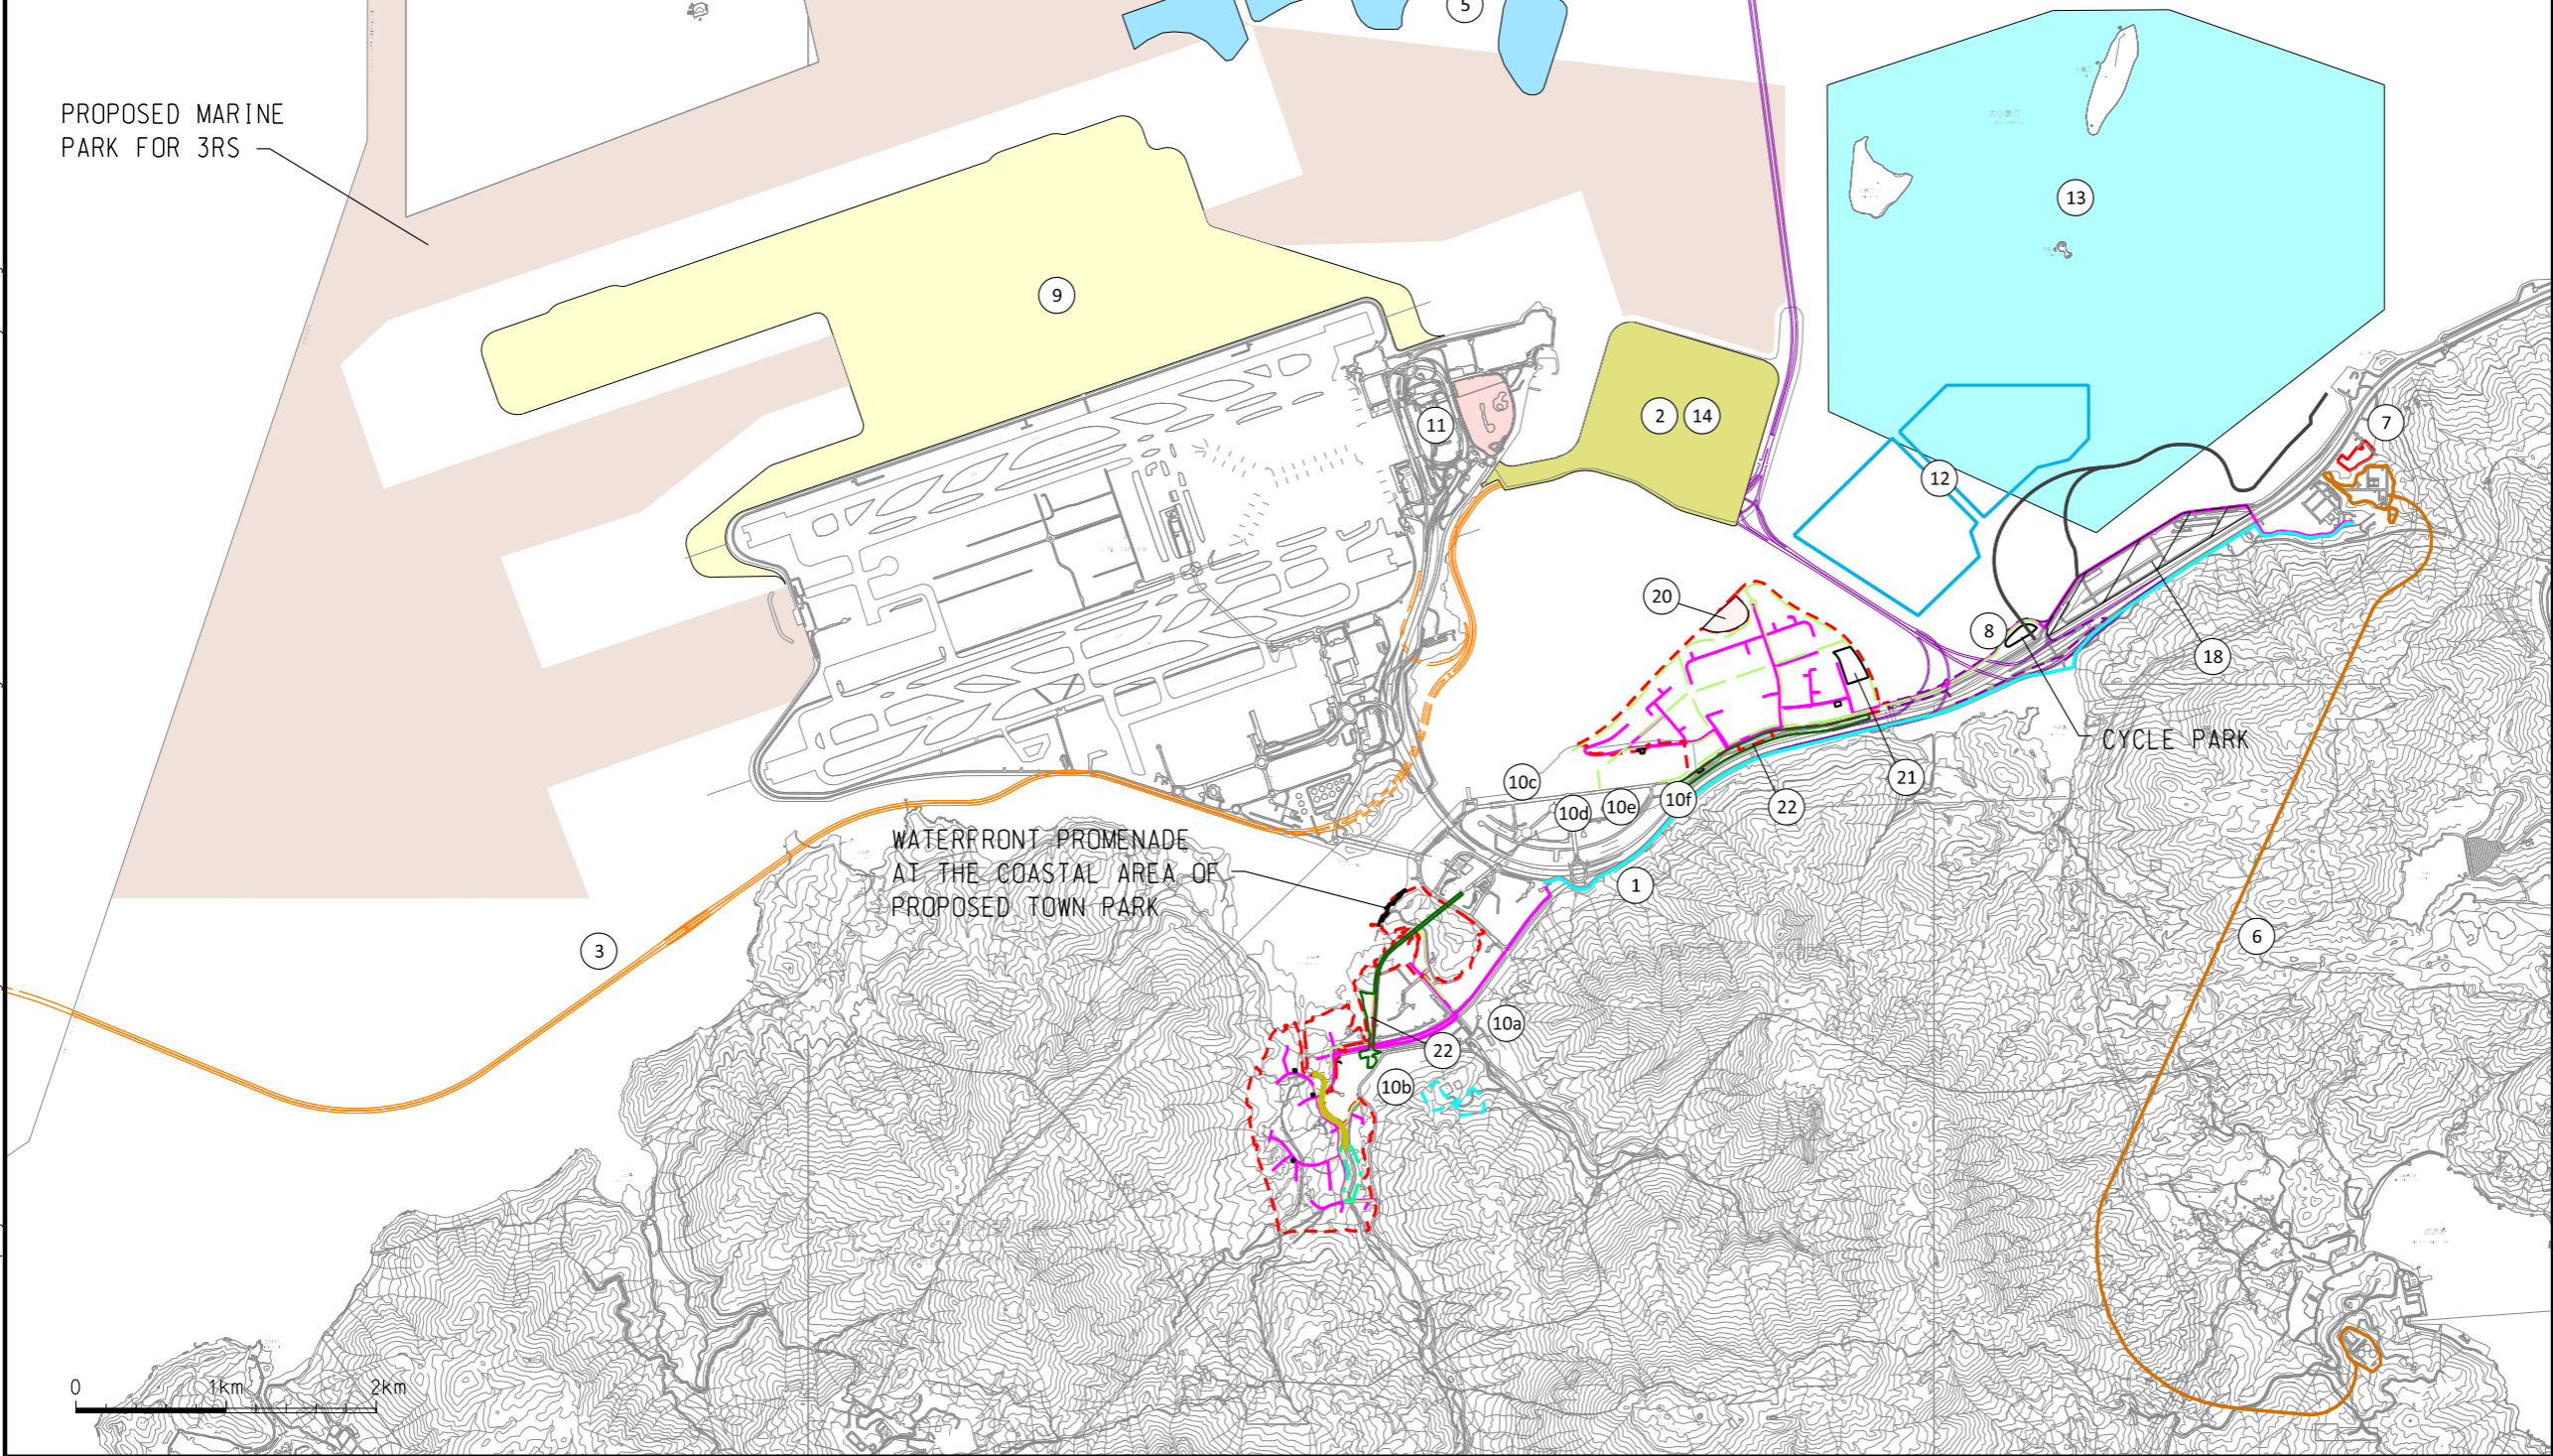 5
PROPOSED MARINE
PARK FOR 3RS
13
9
2
14
11
7
12
20
8
18
CYCLE PARK
10c
21
10d
10e
10f
22
WATERFRONT PROMENADE
AT THE COASTAL AREA OF
PROPOSED TOWN PARK
1
3
6
10a
22
10b
0
1km
2km